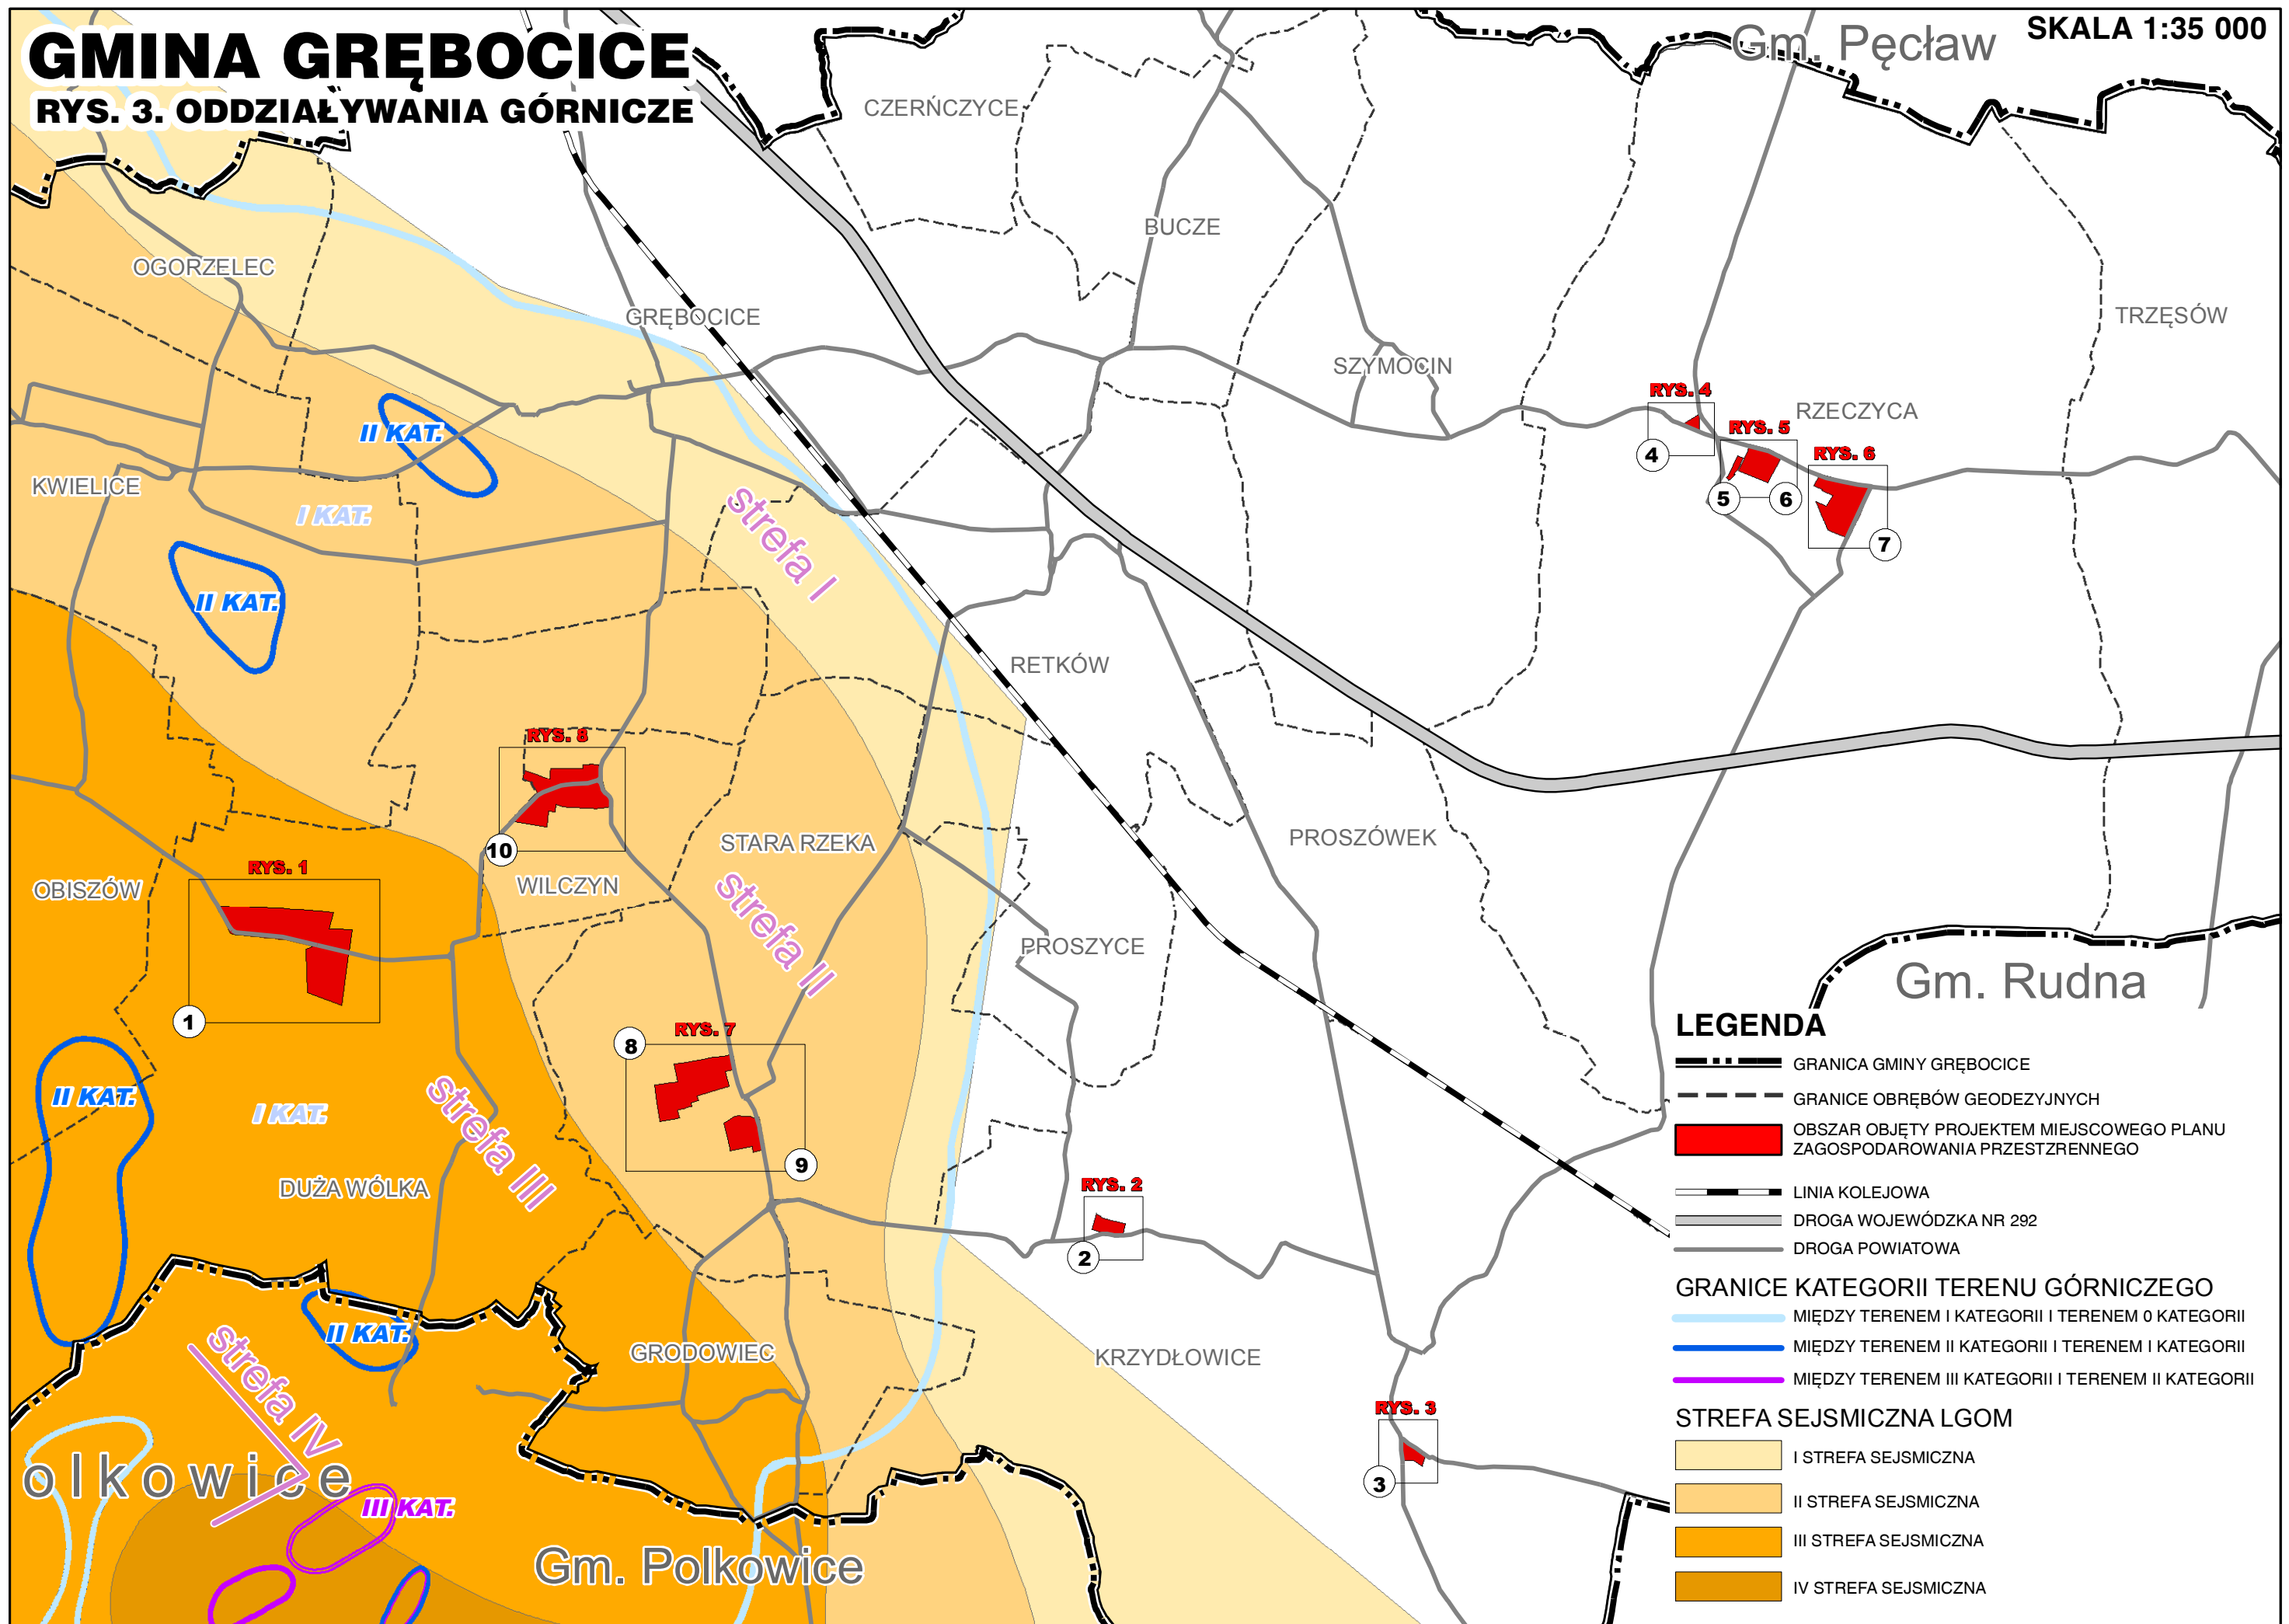 GMINA GRĘBOCICE
RYS. 3. ODDZIAŁYWANIA GÓRNICZE
SKALA 1:35 000
Gm. Pęcław
CZERŃCZYCE
BUCZE
OGORZELEC
GRĘBOCICE
TRZĘSÓW
SZYMOCIN
RYS. 4
RZECZYCA
4
RYS. 5
5
6
RYS. 6
7
II KAT.
KWIELICE
I KAT.
strefa I
II KAT.
RETKÓW
RYS. 8
10
STARA RZEKA
PROSZÓWEK
RYS. 1
OBISZÓW
WILCZYN
1
strefa II
PROSZYCE
Gm. Rudna
RYS. 7
8
9
II KAT.
I KAT.
strefa IIII
DUŻA WÓLKA
RYS. 2
2
II KAT.
strefa IV
GRODOWIEC
KRZYDŁOWICE
RYS. 3
3
olkowice
III KAT.
Gm. Polkowice
LEGENDA
GRANICA GMINY GRĘBOCICE
GRANICE OBRĘBÓW GEODEZYJNYCH
OBSZAR OBJĘTY PROJEKTEM MIEJSCOWEGO PLANU
ZAGOSPODAROWANIA PRZESTZRENNEGO
LINIA KOLEJOWA
DROGA WOJEWÓDZKA NR 292
DROGA POWIATOWA
GRANICE KATEGORII TERENU GÓRNICZEGO
MIĘDZY TERENEM I KATEGORII I TERENEM 0 KATEGORII
MIĘDZY TERENEM II KATEGORII I TERENEM I KATEGORII
MIĘDZY TERENEM III KATEGORII I TERENEM II KATEGORII
STREFA SEJSMICZNA LGOM
I STREFA SEJSMICZNA
II STREFA SEJSMICZNA
III STREFA SEJSMICZNA
IV STREFA SEJSMICZNA